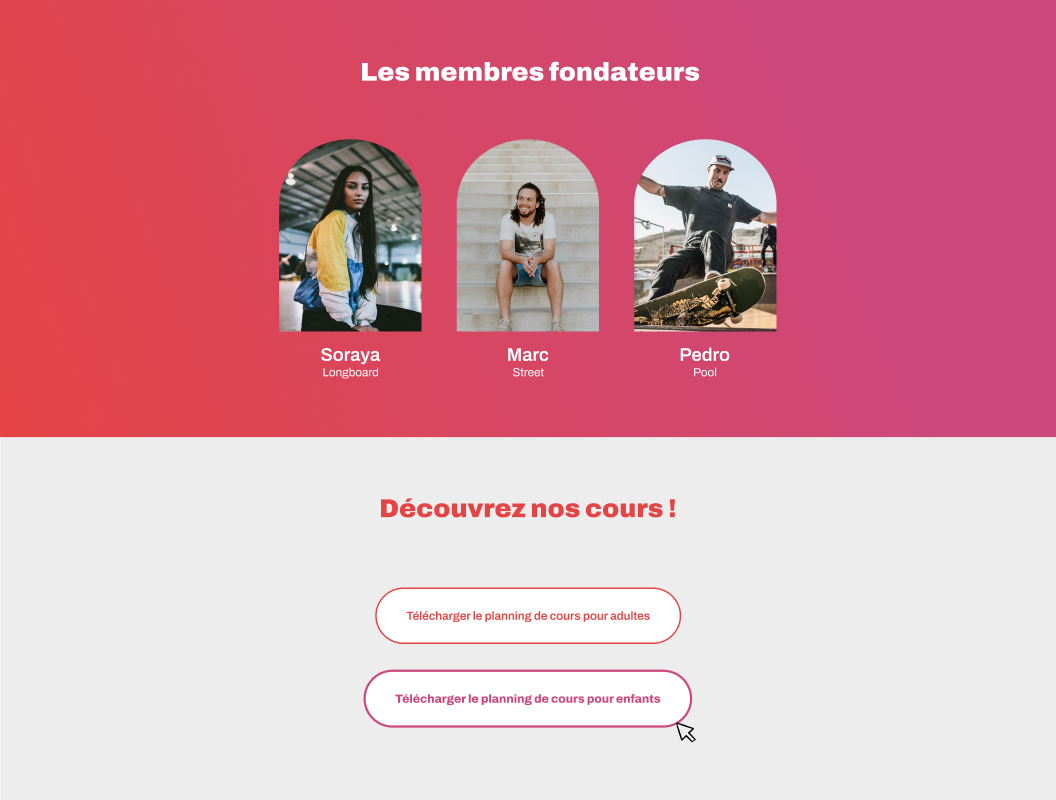 Les membres fondateurs
Soraya
Longboard
Marc
Street
Pedro
Pool
Découvrez nos cours !
Télécharger le planning de cours pour adultes
Télécharger le planning de cours pour enfants